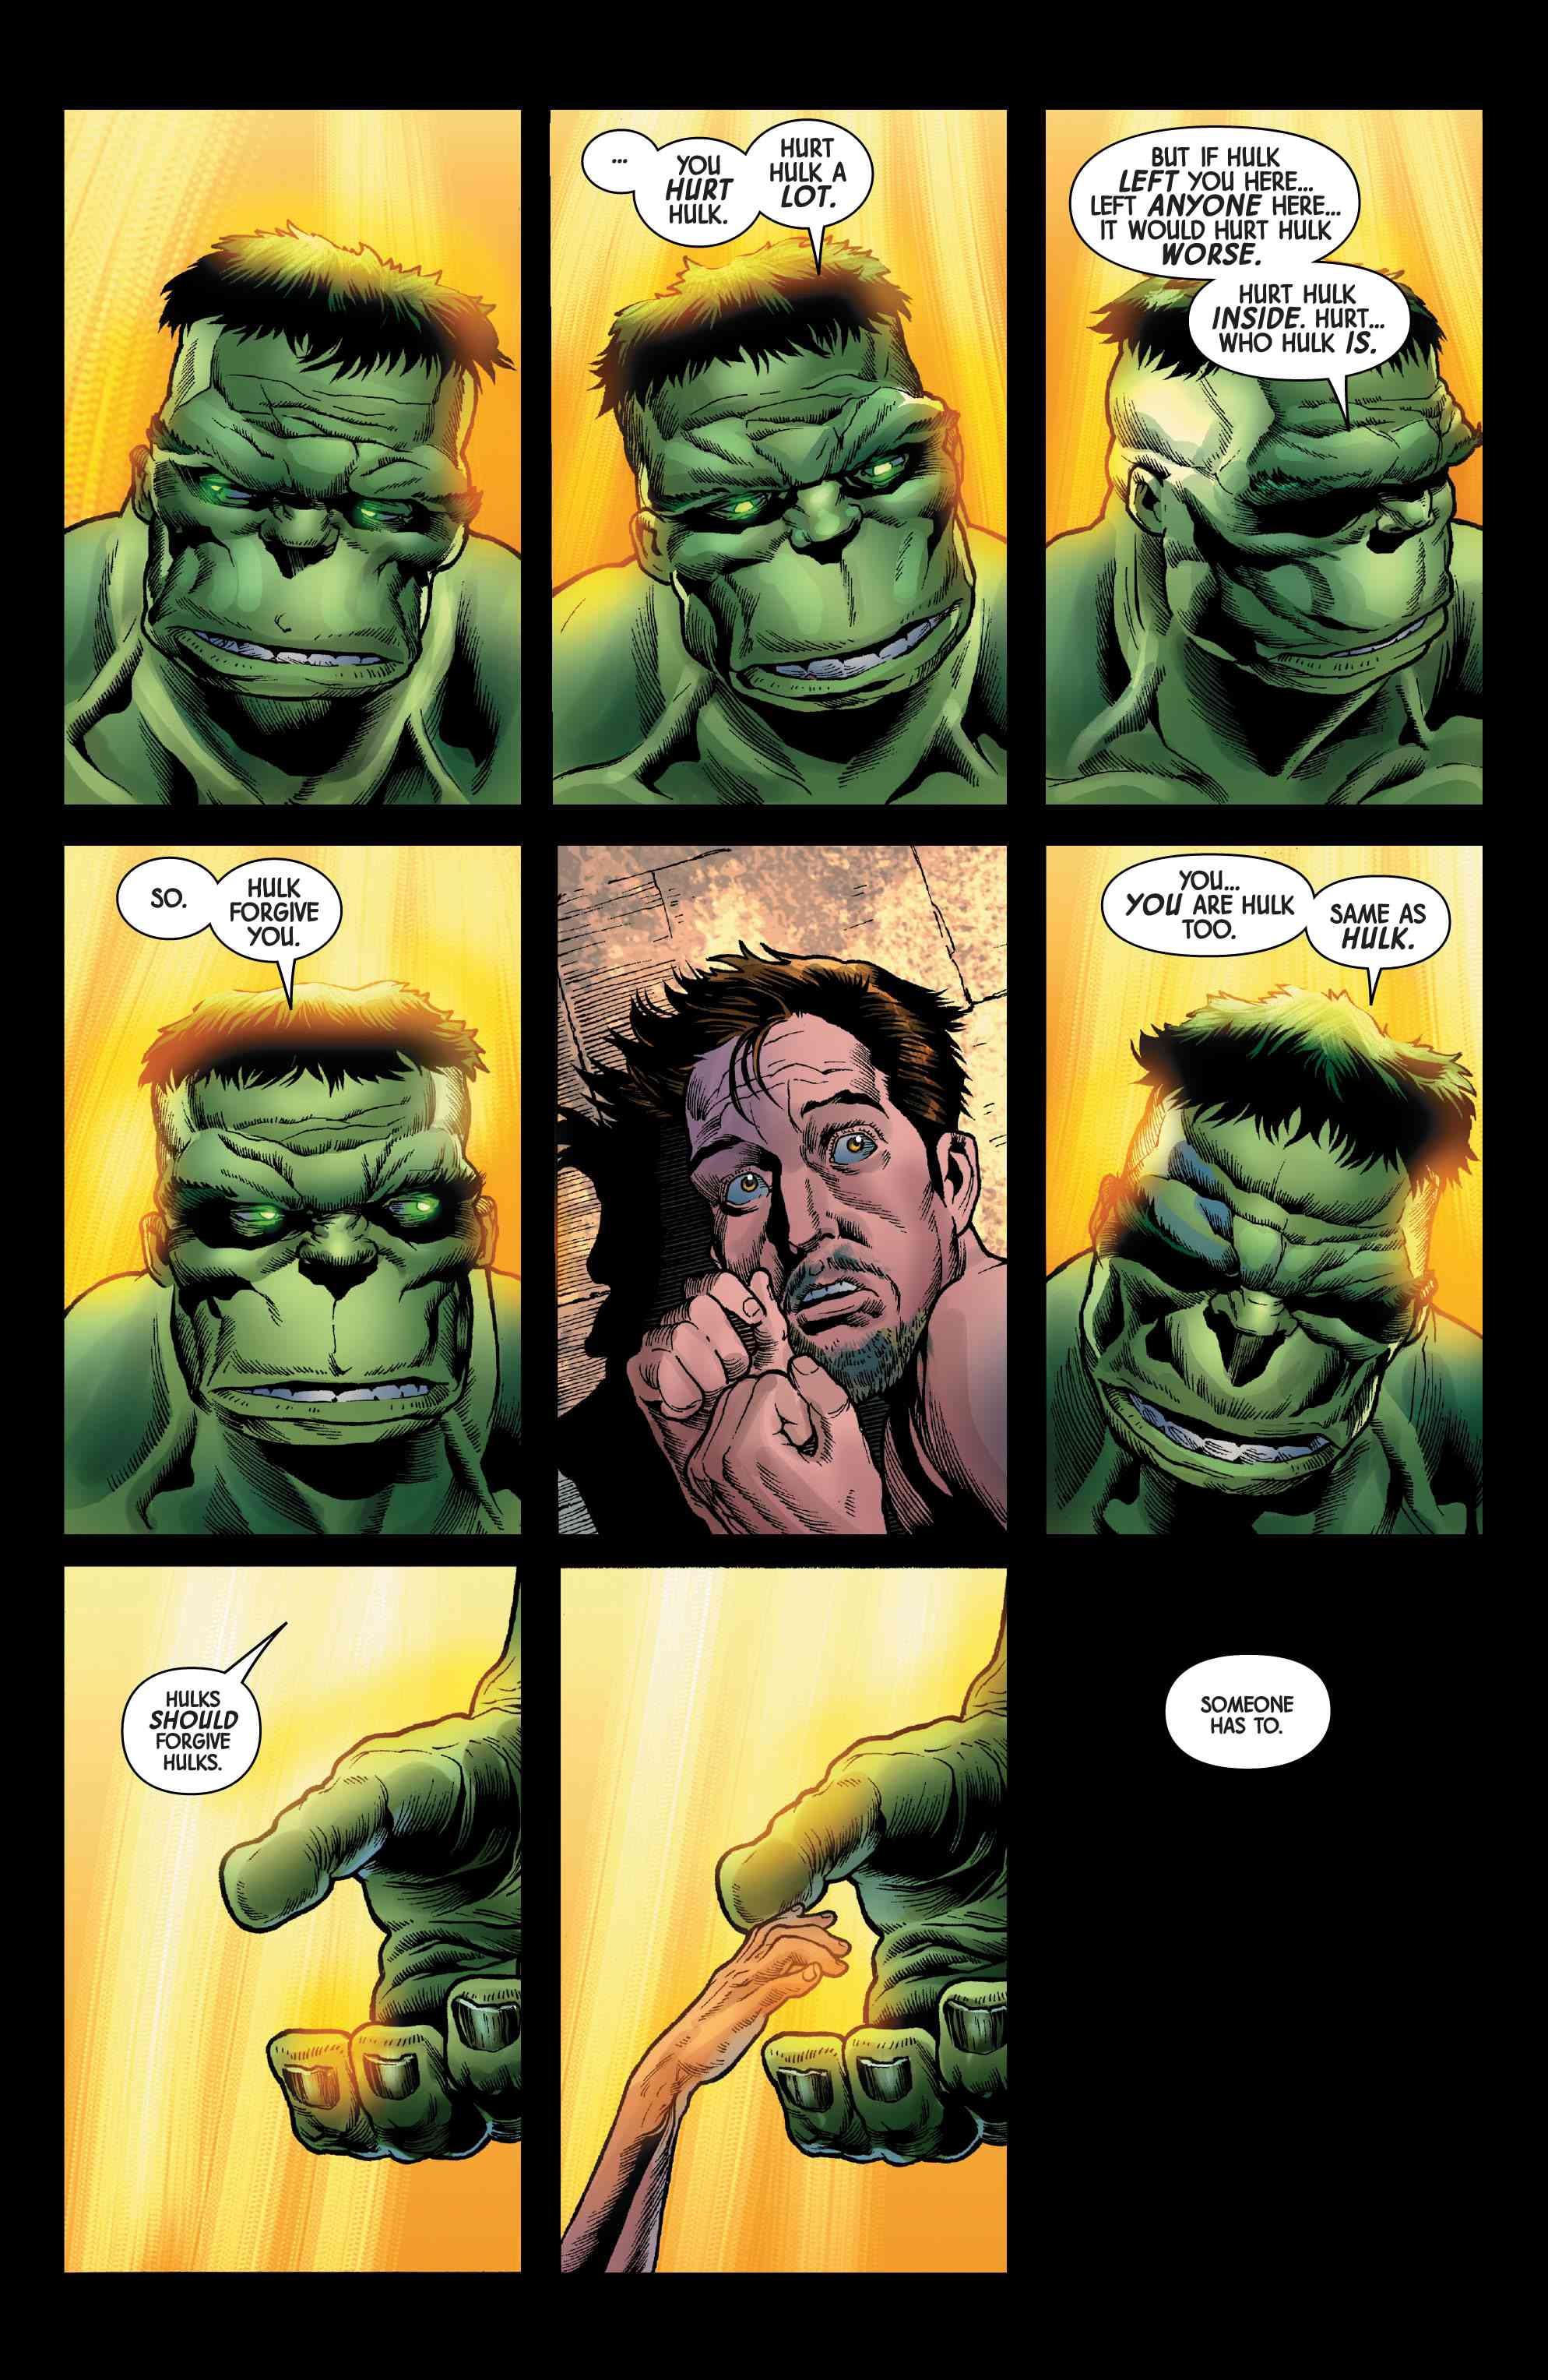 ...
YOU
HURT
HULK.
HURT
HULK A
LOT.
BUT IF HULK
LEFT YOU HERE...
LEFT ANYONE HERE...
IT WOULD HURT HULK
WORSE.
HURT HULK
INSIDE. HURT...
WHO HULK IS.
SO.
HULK
FORGIVE
YOU.
YOU...
YOU ARE HULK
TOO.
SAME AS
HULK.
HULKS
SHOULD
FORGIVE
HULKS.
SOMEONE
HAS TO.